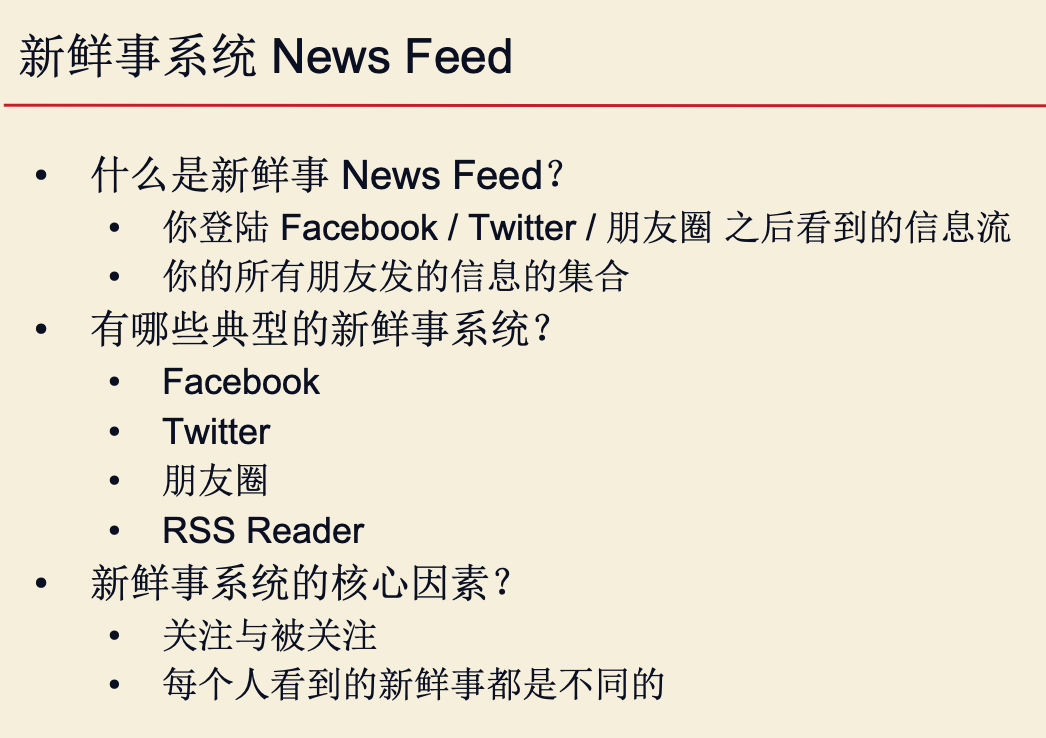 新鲜事系统 News Feed
• 什么是新鲜事 News Feed？
• 你登陆 Facebook / Twitter / 朋友圈 之后看到的信息流
• 你的所有朋友发的信息的集合
• 有哪些典型的新鲜事系统？
• Facebook
• Twitter
• 朋友圈
• RSS Reader
• 新鲜事系统的核心因素？
• 关注与被关注
• 每个人看到的新鲜事都是不同的